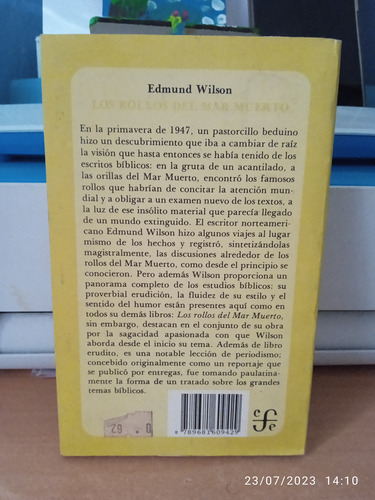 Edmund Wilson
LOS ROLLOS DEL MAR MUERTO
En la primavera de 1947, un pastorcillo beduino
hizo un descubrimiento que iba a cambiar de raíz
la visión que hasta entonces se había tenido de los
escritos bíblicos: en la gruta de un acantilado, a
las orillas del Mar Muerto, encontró los famosos
rollos que habrían de concitar la atención mun-
dial y a obligar a un examen nuevo de los textos, a
la luz de ese insólito material que parecía llegado
de un mundo extinguido. El escritor norteameri-
cano Edmund Wilson hizo algunos viajes al lugar
mismo de los hechos y registró, sintetizándolas
magistralmente, las discusiones alrededor de los
rollos del Mar Muerto, como desde el principio se
conocieron. Pero además Wilson proporciona un
panorama completo de los estudios bíblicos: su
proverbial erudición, la fluidez de su estilo y el
sentido del humor están presentes aquí como en
todos su demás libros: Los rollos del Mar Muerto,
sin embargo, destacan en el conjunto de su obra
por la sagacidad apasionada con que Wilson
aborda desde el inicio su tema. Además de libro
erudito, es una notable lección de periodismo;
concebido originalmente como un reportaje que
se publicó por entregas, fue tomando paulatina-
mente la forma de un tratado sobre los grandes
temas bíblicos.
9 789681 609429
cfe
23/07/2023 14:10